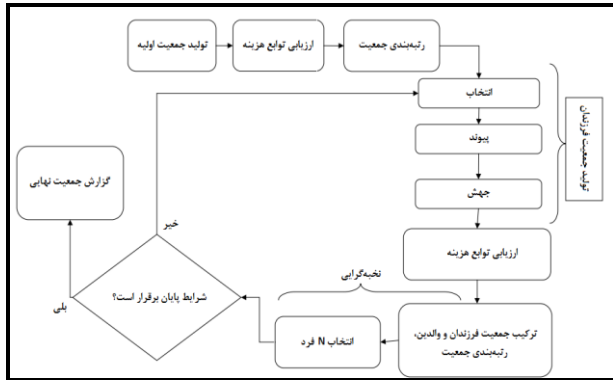 تولید جمعیت اولیه
ارزیابی توابع هزینه
رتبه‌بندی جمعیت
انتخاب
پیوند
جهش
تولید جمعیت فرزندان
ارزیابی توابع هزینه
نخبه‌گرایی
ترکیب جمعیت فرزندان و والدین،
رتبه‌بندی جمعیت
انتخاب N فرد
شرایط پایان برقرار است؟
خیر
بلی
گزارش جمعیت نهایی